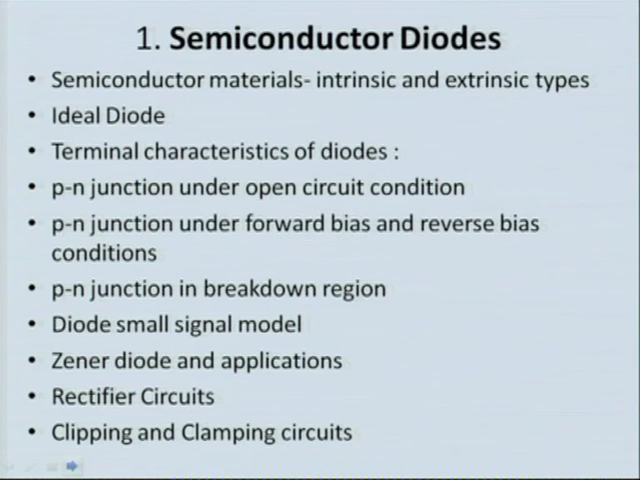 1. Semiconductor Diodes
• Semiconductor materials- intrinsic and extrinsic types
• Ideal Diode
• Terminal characteristics of diodes :
• p-n junction under open circuit condition
• p-n junction under forward bias and reverse bias
conditions
• p-n junction in breakdown region
• Diode small signal model
• Zener diode and applications
• Rectifier Circuits
• Clipping and Clamping circuits